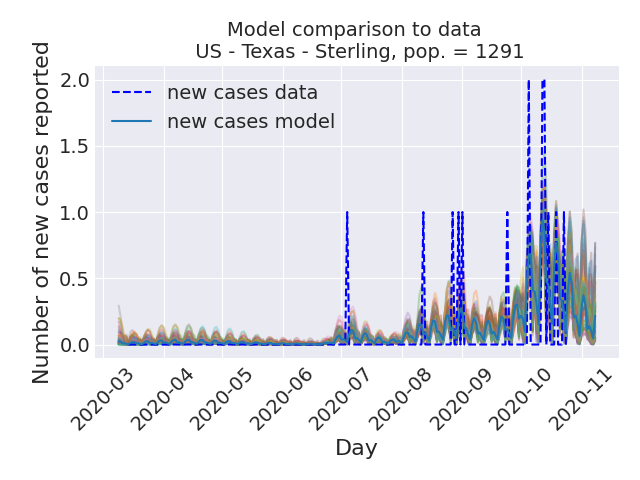 Model comparison to data
US - Texas - Sterling, pop. = 1291
new cases data
new cases model
Number of new cases reported
2.0
1.5
1.0
0.5
0.0
2020-03
2020-04
2020-05
2020-06
2020-07
2020-08
2020-09
2020-10
2020-11
Day